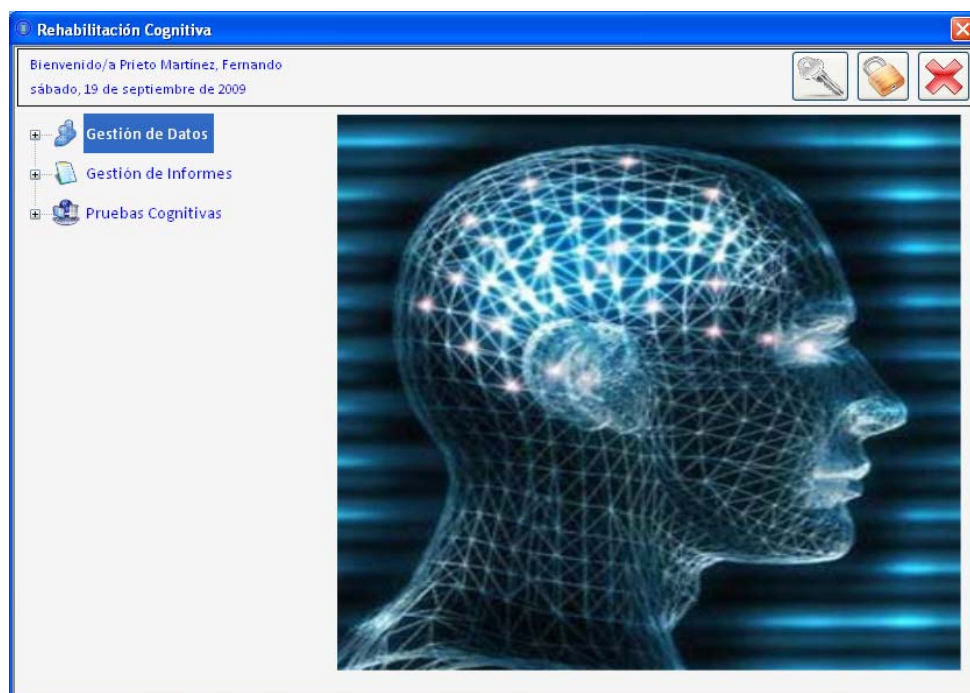 Rehabilitación Cognitiva
Bienvenido/a Prieto Martínez, Fernando
sábado, 19 de septiembre de 2009
Gestión de Datos
Gestión de Informes
Pruebas Cognitivas